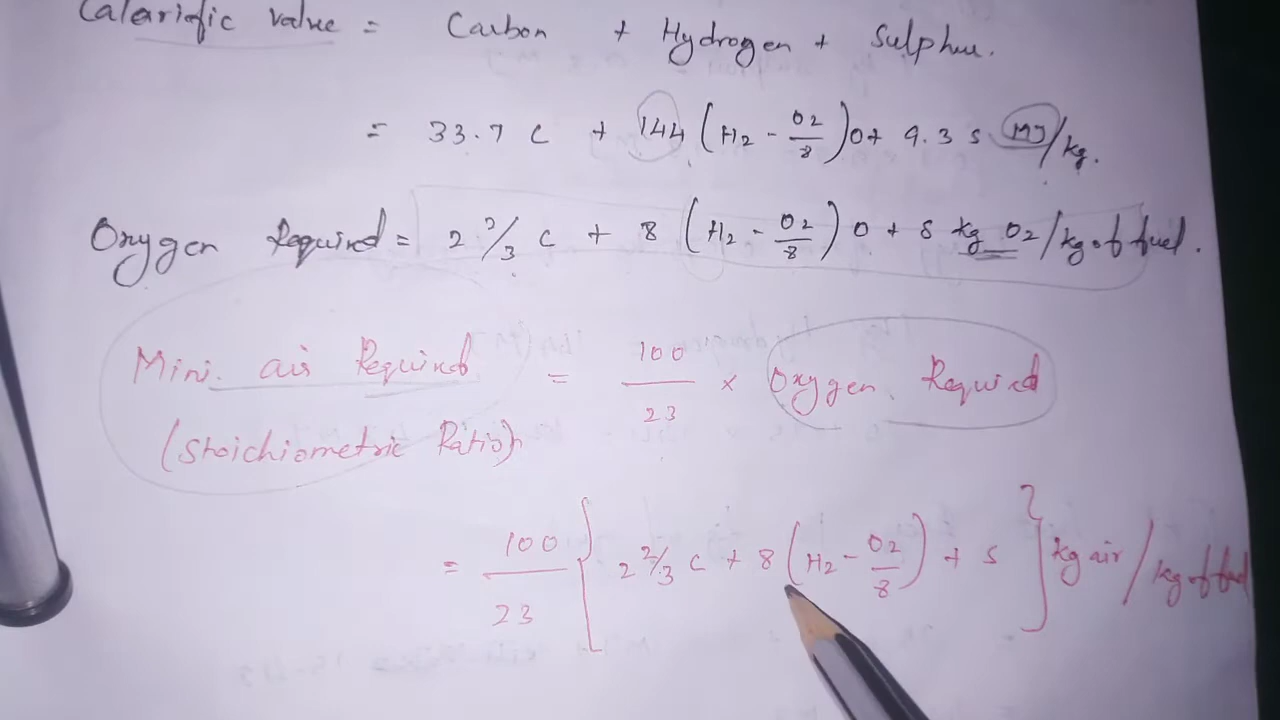 Calarific value = Carbon + Hydrogen + Sulphur.
= 33.7 C + 144 (H2 - O2/8)0+ 9.3 S MJ/kg.
Oxygen Required = 2 2/3 C + 8 (H2 - O2/8) 0 + S kg O2/kg of fuel.
Mini. air Required = 100/23 x Oxygen Required
(Stoichiometric Ratio)
= 100/23 { 2 2/3 C + 8 (H2 - O2/8) + S } kg air / kg of fuel